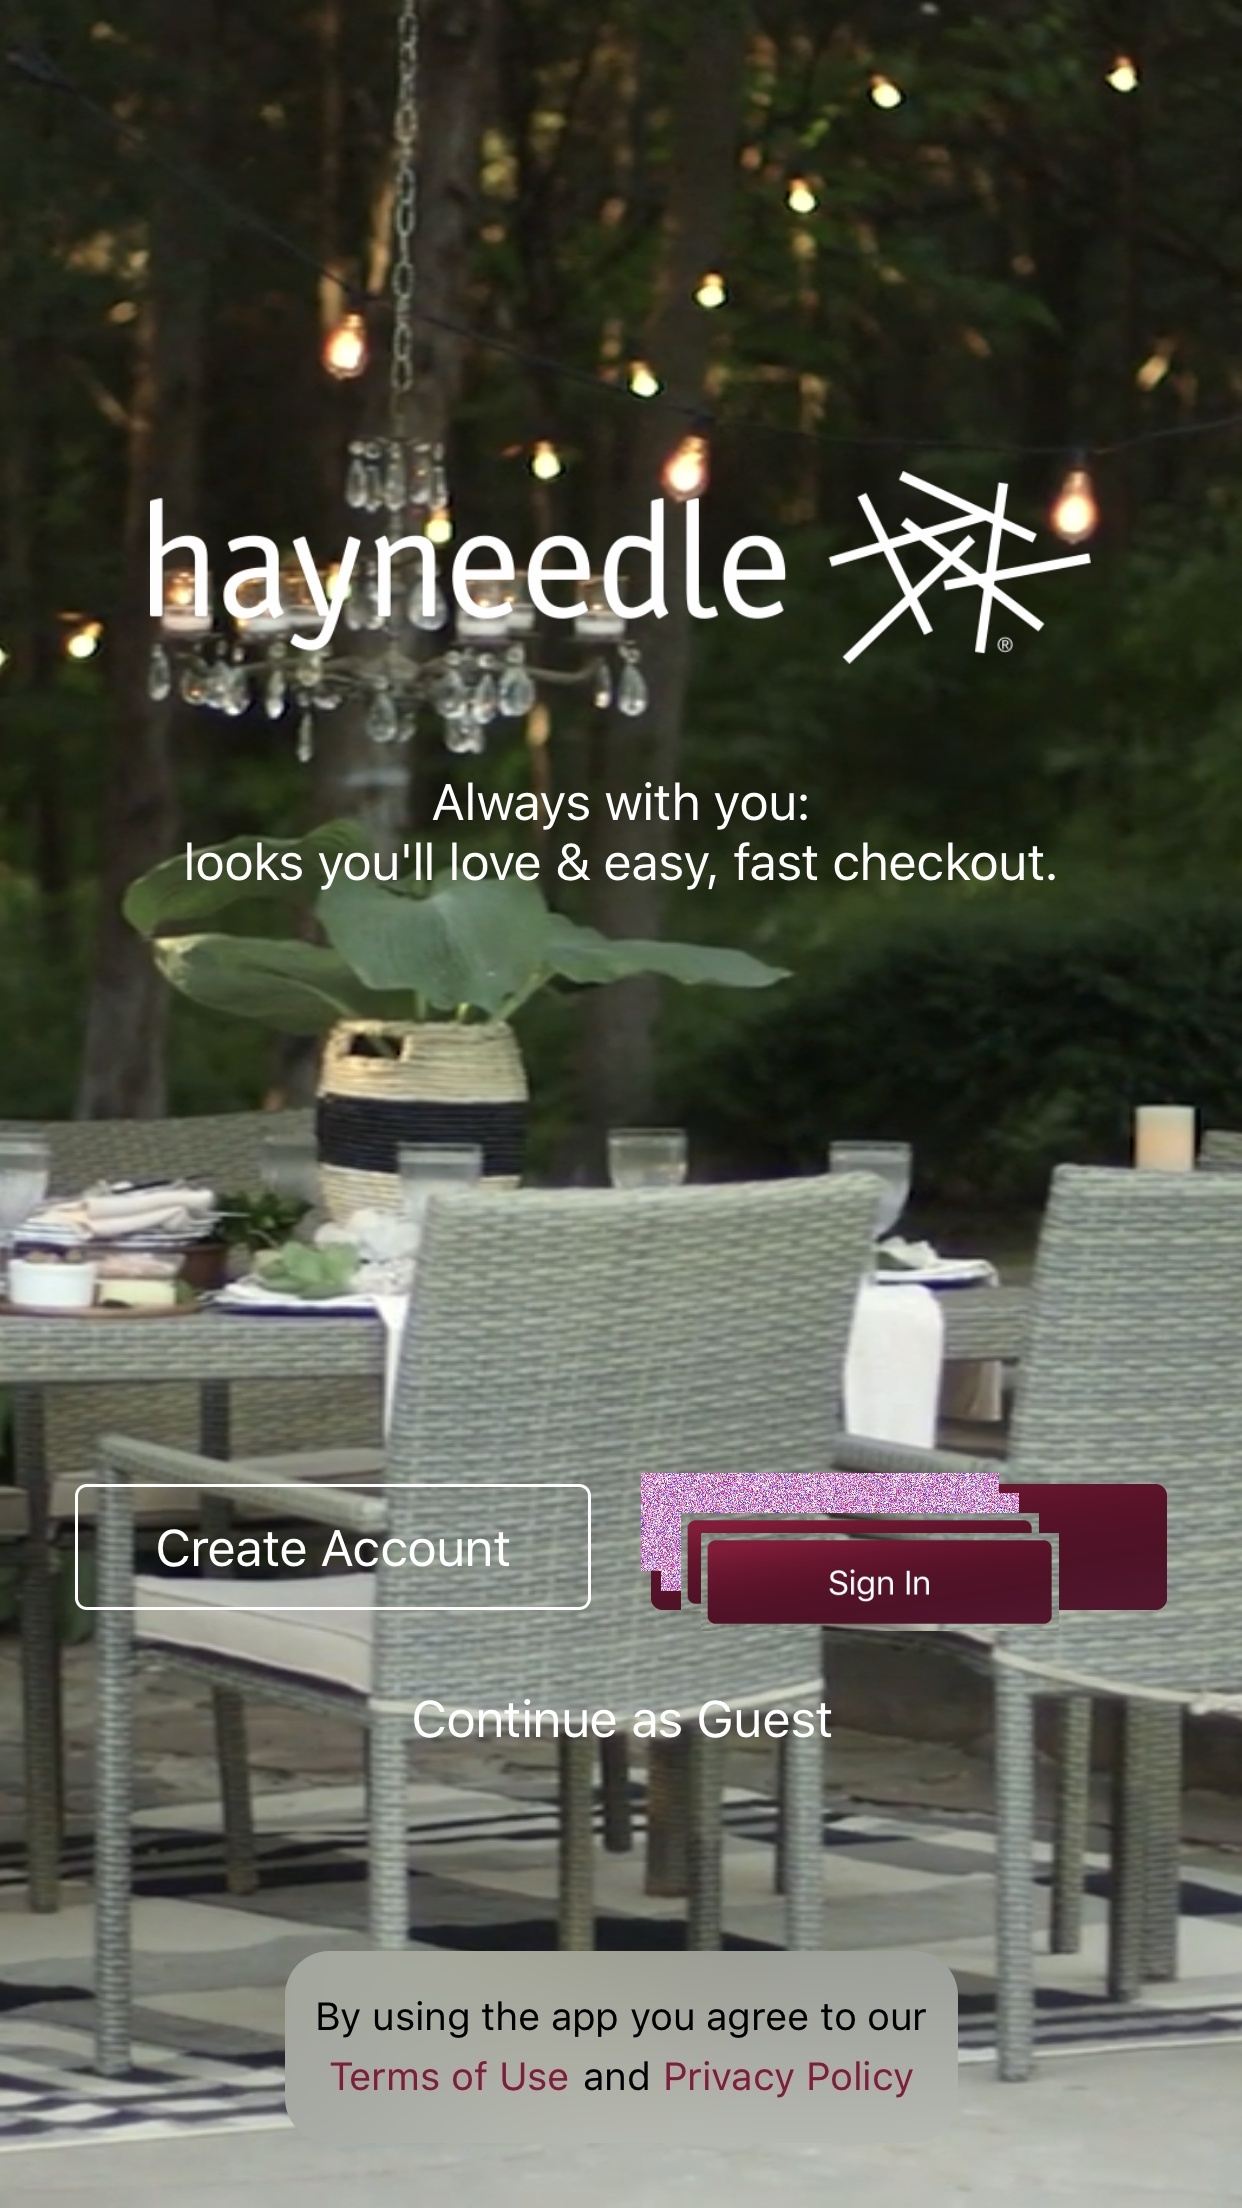 hayneedle ®
Always with you:
looks you'll love & easy, fast checkout.
Create Account
Sign In
Continue as Guest
By using the app you agree to our
Terms of Use and Privacy Policy